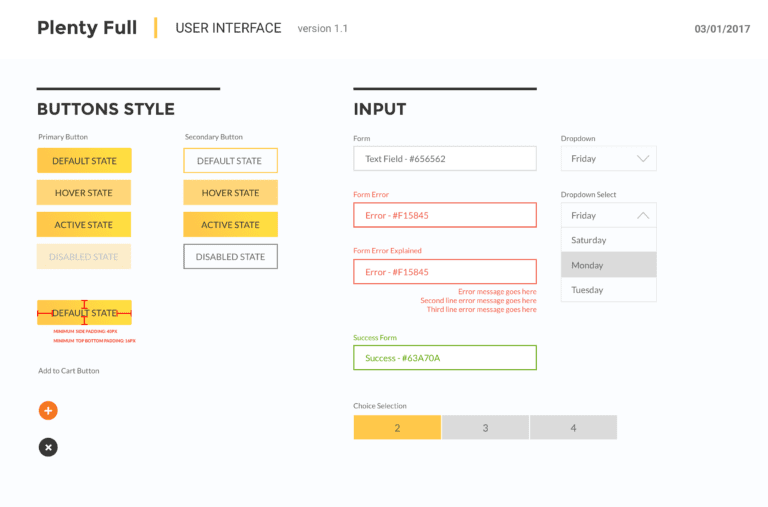 Plenty Full
USER INTERFACE
version 1.1
03/01/2017
BUTTONS STYLE
Primary Button
DEFAULT STATE
HOVER STATE
ACTIVE STATE
DISABLED STATE
Secondary Button
DEFAULT STATE
HOVER STATE
ACTIVE STATE
DISABLED STATE
DEFAULT STATE
MINIMUM SIDE PADDING: 40PX
MINIMUM TOP BOTTOM PADDING: 16PX
Add to Cart Button
INPUT
Form
Text Field - #656562
Form Error
Error - #F15845
Form Error Explained
Error - #F15845
Error message goes here
Second line error message goes here
Third line error message goes here
Success Form
Success - #63A70A
Dropdown
Friday
Dropdown Select
Friday
Saturday
Monday
Tuesday
Choice Selection
2
3
4